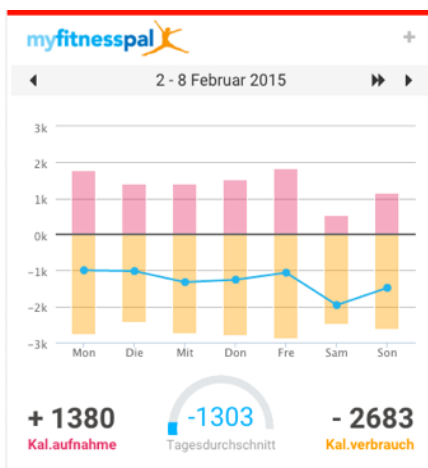 myfitnesspal
+
2 - 8 Februar 2015
3k
2k
1k
0k
-1k
-2k
-3k
Mon Die Mit Don Fre Sam Son
+ 1380 -1303 - 2683
Kal.aufnahme Tagesdurchschnitt Kal.verbrauch